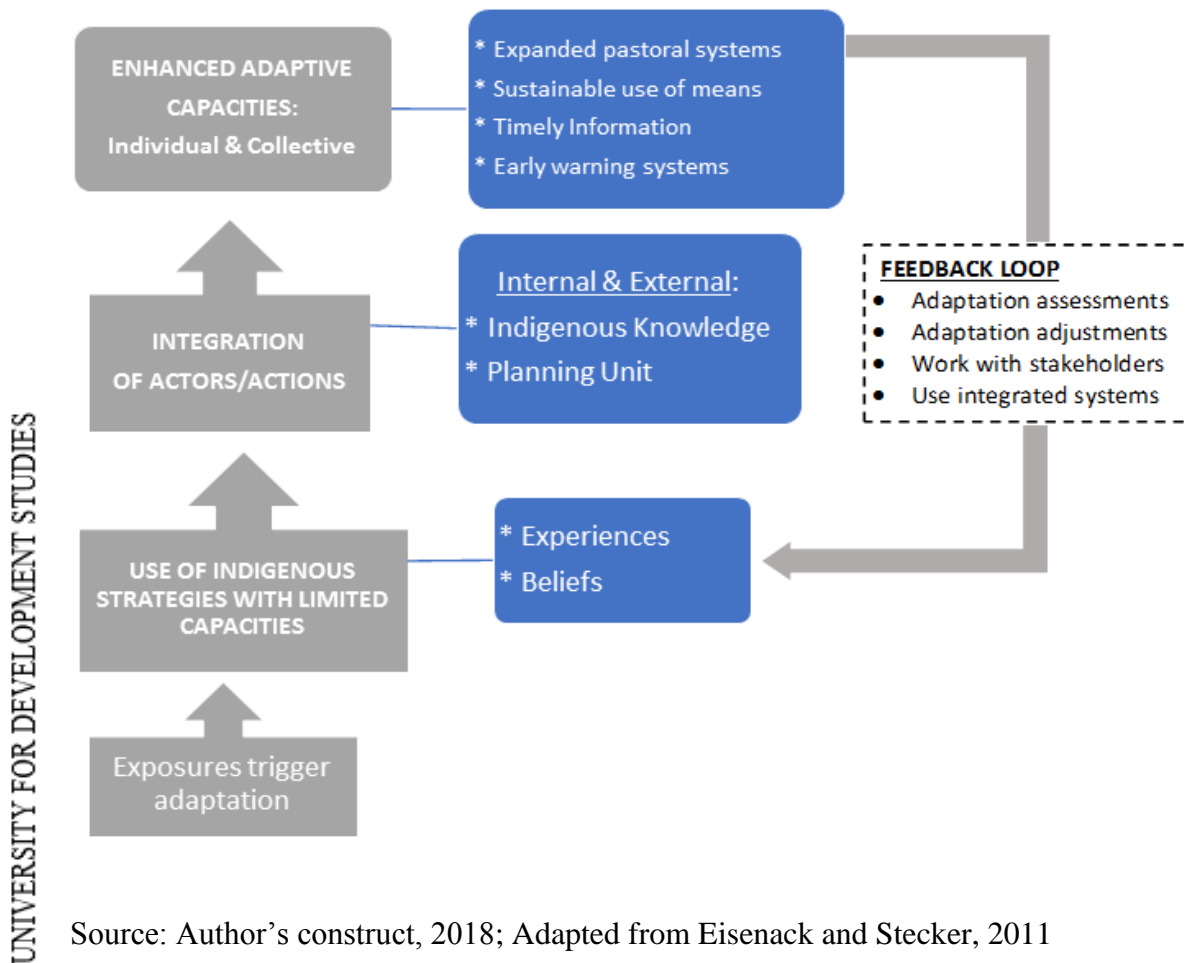 ENHANCED ADAPTIVE
CAPACITIES:
Individual & Collective
* Expanded pastoral systems
* Sustainable use of means
* Timely Information
* Early warning systems
FEEDBACK LOOP
● Adaptation assessments
● Adaptation adjustments
● Work with stakeholders
● Use integrated systems
INTEGRATION
OF ACTORS/ACTIONS
Internal & External:
* Indigenous Knowledge
* Planning Unit
USE OF INDIGENOUS
STRATEGIES WITH LIMITED
CAPACITIES
* Experiences
* Beliefs
Exposures trigger
adaptation
UNIVERSITY FOR DEVELOPMENT STUDIES
Source: Author’s construct, 2018; Adapted from Eisenack and Stecker, 2011